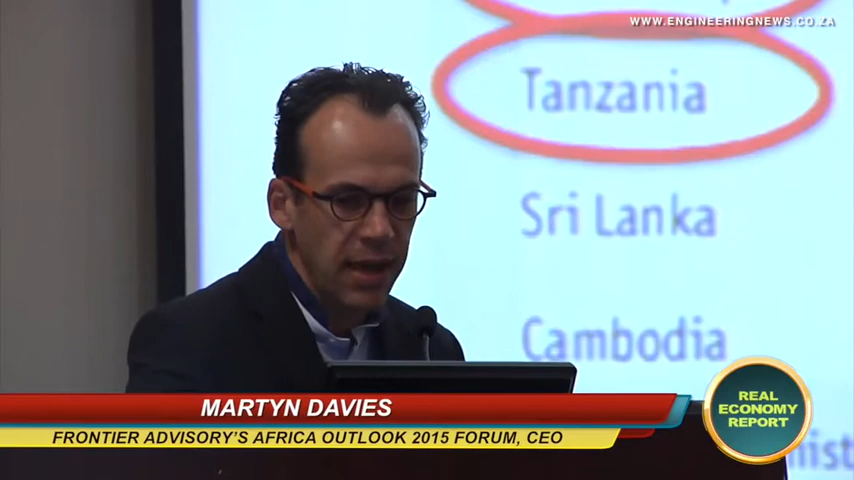 WWW.ENGINEERINGNEWS.CO.ZA
Tanzania
Sri Lanka
Cambodia
MARTYN DAVIES
FRONTIER ADVISORY'S AFRICA OUTLOOK 2015 FORUM, CEO
REAL
ECONOMY
REPORT